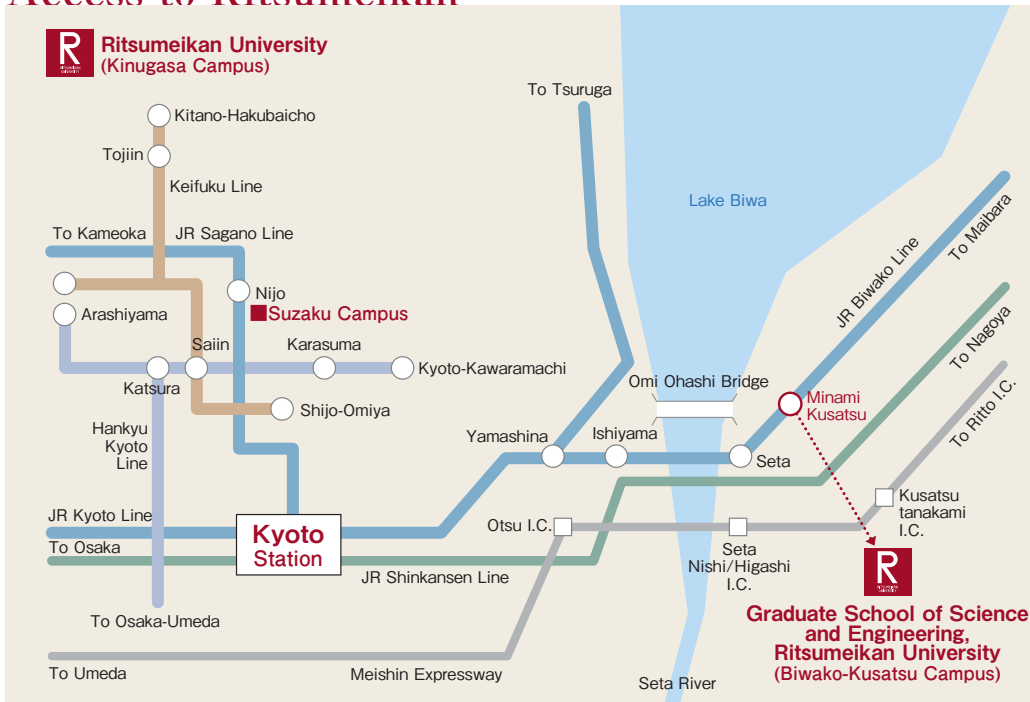 Access to Ritsumeikan
R
Ritsumeikan University
(Kinugasa Campus)
Kitano-Hakubaicho
Tojiin
Keifuku Line
To Tsuruga
Lake Biwa
To Kameoka
JR Sagano Line
Nijo
Suzaku Campus
Arashiyama
Saiin
Karasuma
Kyoto-Kawaramachi
Katsura
Shijo-Omiya
Hankyu
Kyoto
Line
JR Biwako Line
To Maibara
To Nagoya
To Ritto I.C.
Omi Ohashi Bridge
Minami
Kusatsu
Yamashina
Ishiyama
Seta
JR Kyoto Line
To Osaka
Kyoto
Station
JR Shinkansen Line
Otsu I.C.
Seta
Nishi/Higashi
I.C.
Kusatsu
tanakami
I.C.
R
Graduate School of Science
and Engineering,
Ritsumeikan University
(Biwako-Kusatsu Campus)
To Osaka-Umeda
To Umeda
Meishin Expressway
Seta River